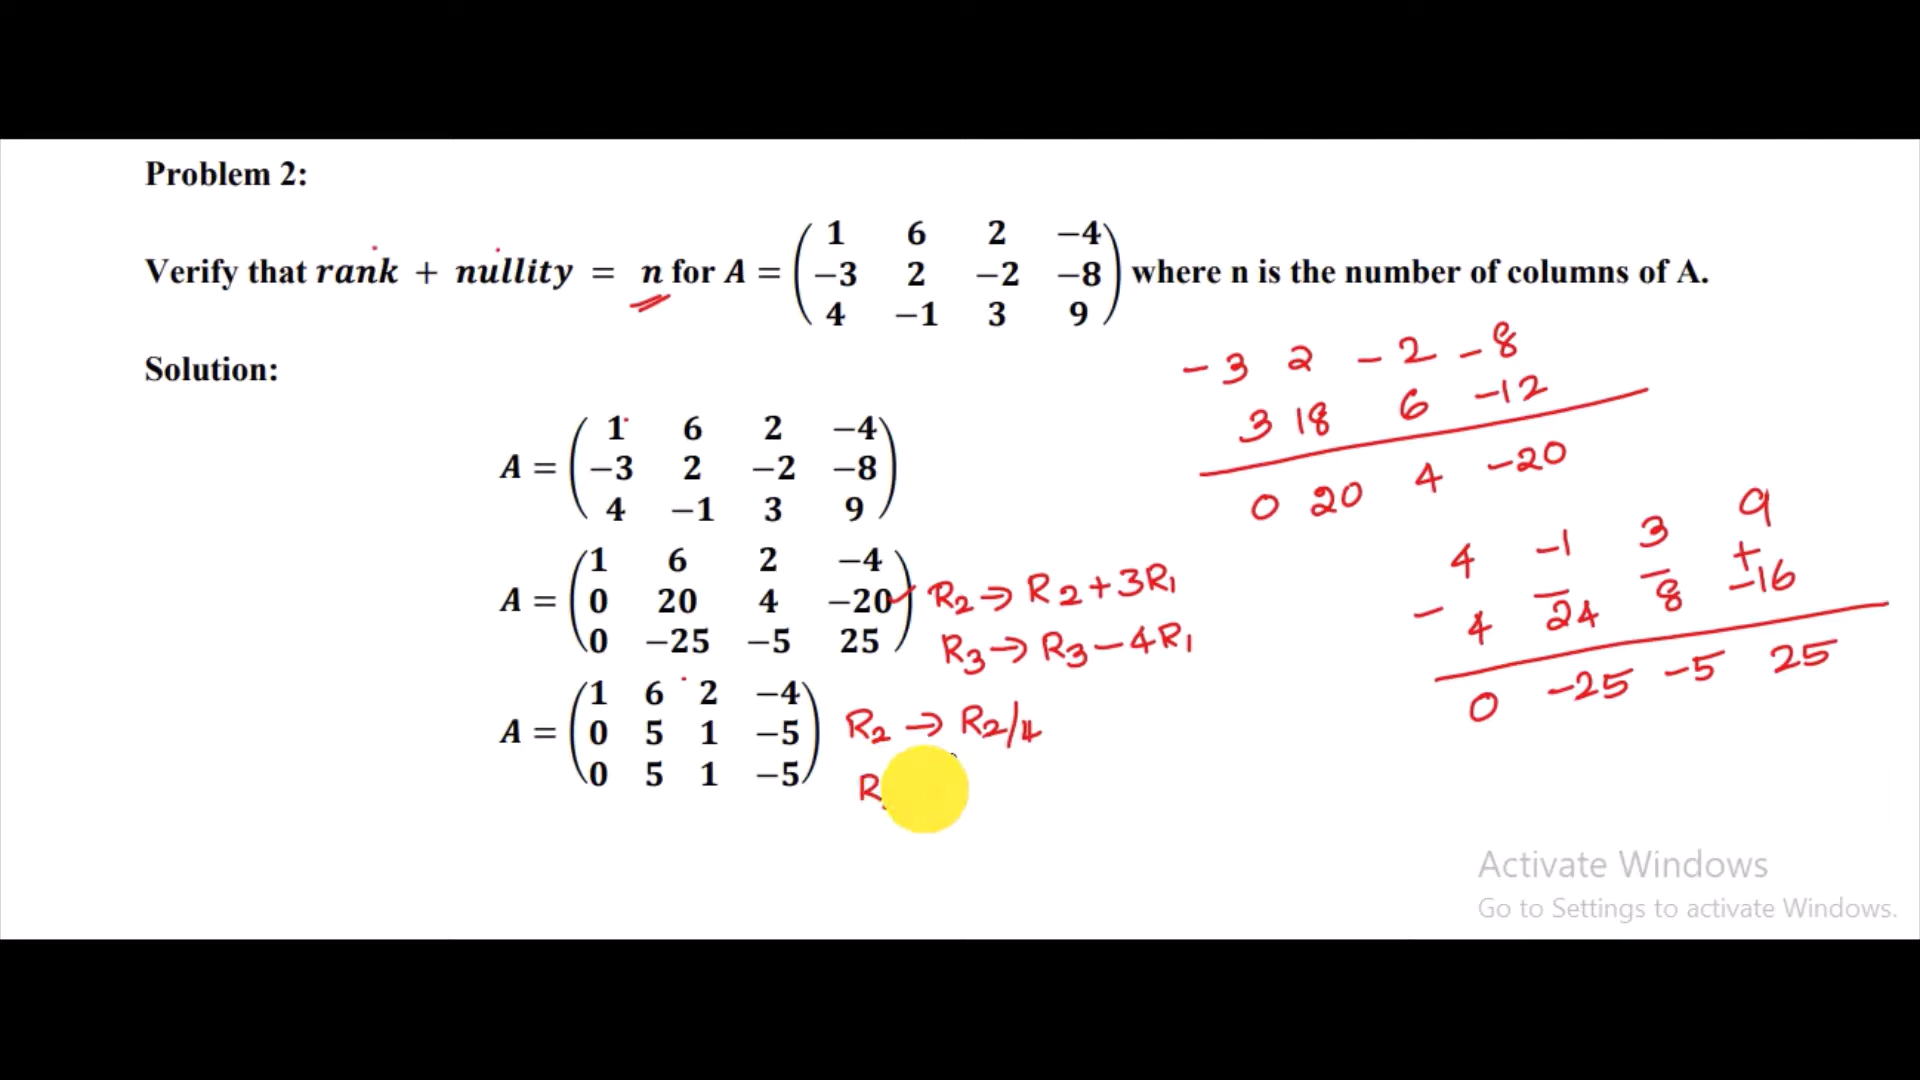 Problem 2:
Verify that rank + nullity = n for A = ( 1 6 2 −4 ; −3 2 −2 −8 ; 4 −1 3 9 ) where n is the number of columns of A.
Solution:
A = ( 1 6 2 −4 ; −3 2 −2 −8 ; 4 −1 3 9 )
A = ( 1 6 2 −4 ; 0 20 4 −20 ; 0 −25 −5 25 )
R2 → R2 + 3R1
R3 → R3 − 4R1
A = ( 1 6 2 −4 ; 0 5 1 −5 ; 0 5 1 −5 )
R2 → R2/4
R
−3 2 −2 −8
3 18 6 −12
0 20 4 −20
4 −1 3 9
− − − +
4 24 8 −16
0 −25 −5 25
Activate Windows
Go to Settings to activate Windows.